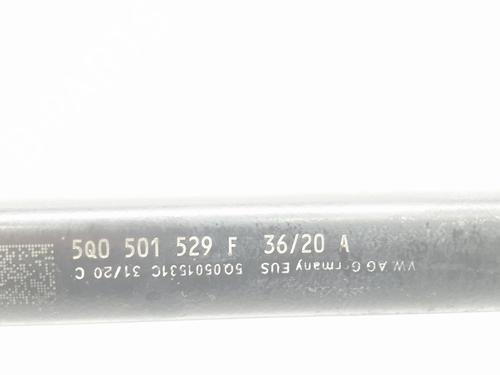 5Q0 501 529 F 36/20 A
VW AG Germany EUS 5Q0501531C 31/20 C